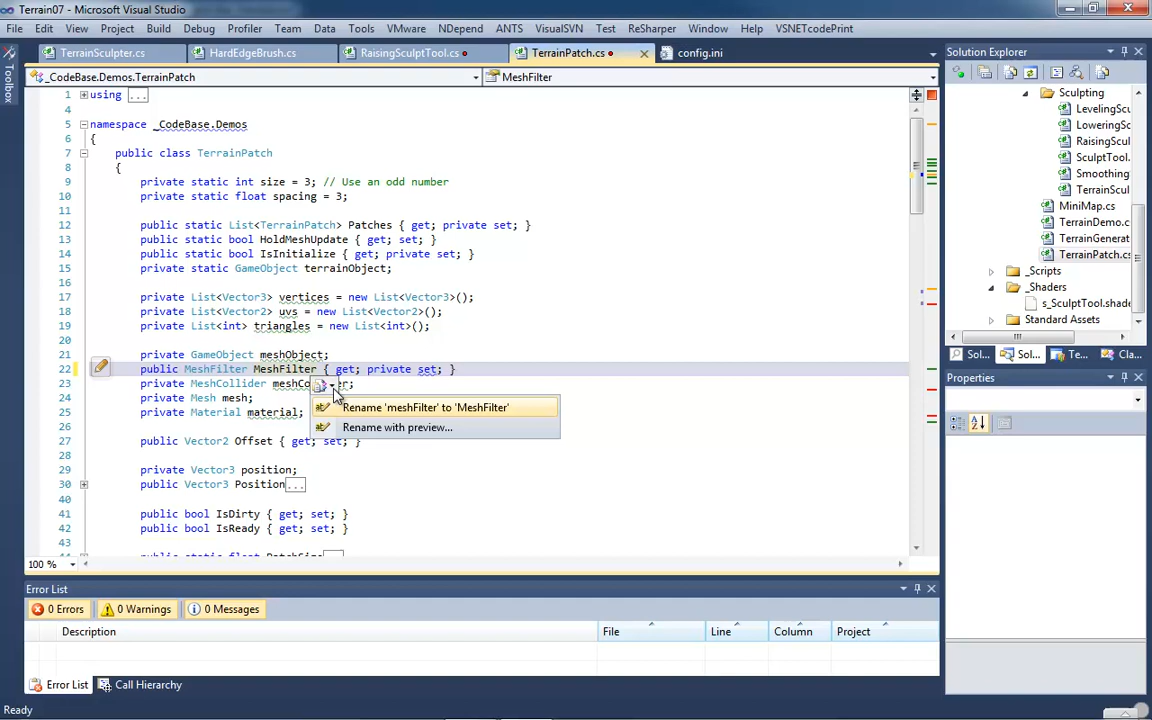 Terrain07 - Microsoft Visual Studio
File Edit View Project Build Debug Profiler Team Data Tools VMware NDepend ANTS VisualSVN Test ReSharper Window Help VSNETcodePrint
TerrainSculpter.cs HardEdgeBrush.cs RaisingSculptTool.cs TerrainPatch.cs config.ini
Toolbox
_CodeBase.Demos.TerrainPatch MeshFilter
1 using ...
4
5 namespace _CodeBase.Demos
6 {
7 public class TerrainPatch
8 {
9 private static int size = 3; // Use an odd number
10 private static float spacing = 3;
11
12 public static List<TerrainPatch> Patches { get; private set; }
13 public static bool HoldMeshUpdate { get; set; }
14 public static bool IsInitialize { get; private set; }
15 private static GameObject terrainObject;
16
17 private List<Vector3> vertices = new List<Vector3>();
18 private List<Vector2> uvs = new List<Vector2>();
19 private List<int> triangles = new List<int>();
20
21 private GameObject meshObject;
22 public MeshFilter MeshFilter { get; private set; }
23 private MeshCollider meshCo er;
24 private Mesh mesh;
25 private Material material;
26
27 public Vector2 Offset { get; set; }
28
29 private Vector3 position;
30 public Vector3 Position...
40
41 public bool IsDirty { get; set; }
42 public bool IsReady { get; set; }
43
44 public static float PatchSize
Rename 'meshFilter' to 'MeshFilter'
Rename with preview...
100 %
Error List
0 Errors 0 Warnings 0 Messages
Description File Line Column Project
Error List Call Hierarchy
Ready
Solution Explorer
Sculpting
LevelingScu
LoweringSc
RaisingScul
SculptTool.
Smoothing
TerrainScul
MiniMap.cs
TerrainDemo.c
TerrainGenerat
TerrainPatch.cs
_Scripts
_Shaders
s_SculptTool.shade
Standard Assets
Sol... Sol... Te... Tea...
Properties